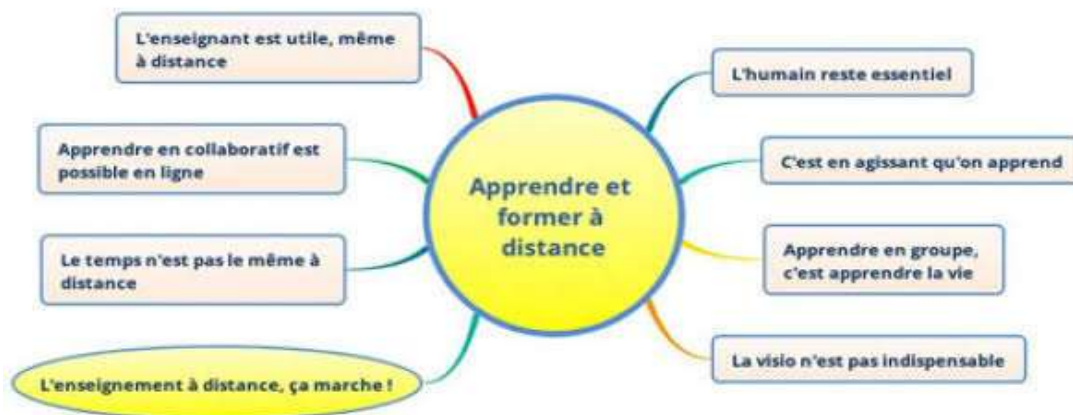 L'enseignant est utile, même
à distance
Apprendre en collaboratif est
possible en ligne
Le temps n'est pas le même à
distance
L'enseignement à distance, ça marche !
Apprendre et
former à
distance
L'humain reste essentiel
C'est en agissant qu'on apprend
Apprendre en groupe,
c'est apprendre la vie
La visio n'est pas indispensable